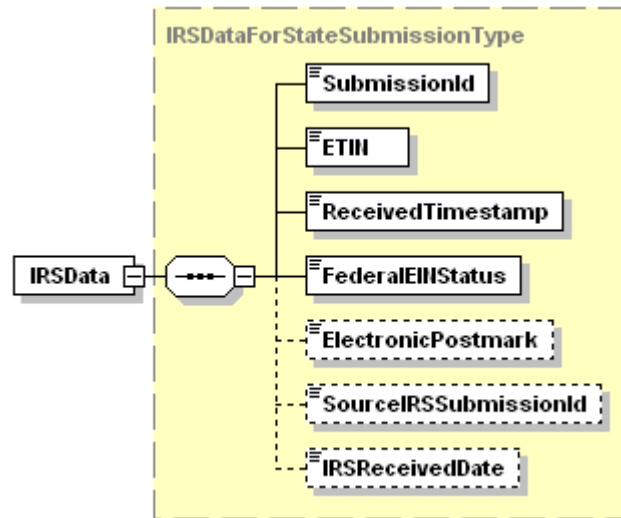 IRSDataForStateSubmissionType
SubmissionId
ETIN
ReceivedTimestamp
IRSData
FederalEINStatus
ElectronicPostmark
SourceIRSSubmissionId
IRSReceivedDate